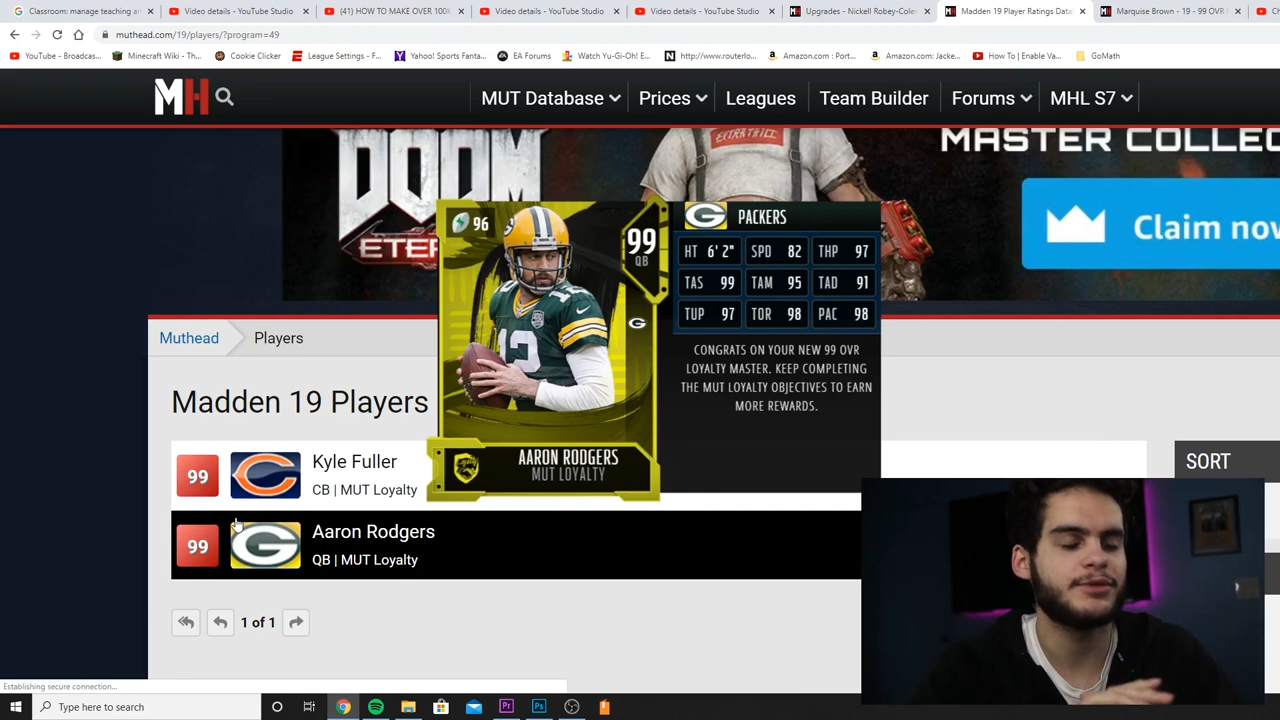 Classroom: manage teaching an
Video details - YouTube Studio
(41) HOW TO MAKE OVER 100K
Video details - YouTube Studio
Video details - YouTube Studio
Upgrades - Nickell Robey-Coler
Madden 19 Player Ratings Data
Marquise Brown - 19 - 99 OVR
muthead.com/19/players/?program=49
YouTube - Broadcas...
Minecraft Wiki - Th...
Cookie Clicker
League Settings - F...
Yahoo! Sports Fanta...
EA Forums
Watch Yu-Gi-Oh! E...
http://www.routerlo...
Amazon.com : Port...
Amazon.com: Jacke...
How To | Enable Va...
GoMath
MH
MUT Database
Prices
Leagues
Team Builder
Forums
MHL S7
DOOM
ETER
MASTER COLLEC
Claim now
96
99
QB
G
AARON RODGERS
MUT LOYALTY
G
PACKERS
HT 6' 2" SPD 82 THP 97
TAS 99 TAM 95 TAD 91
TUP 97 TOR 98 PAC 98
CONGRATS ON YOUR NEW 99 OVR
LOYALTY MASTER. KEEP COMPLETING
THE MUT LOYALTY OBJECTIVES TO EARN
MORE REWARDS.
Muthead
Players
Madden 19 Players
99
Kyle Fuller
CB | MUT Loyalty
99
Aaron Rodgers
QB | MUT Loyalty
1 of 1
SORT
Establishing secure connection...
Type here to search
Pr
Ps